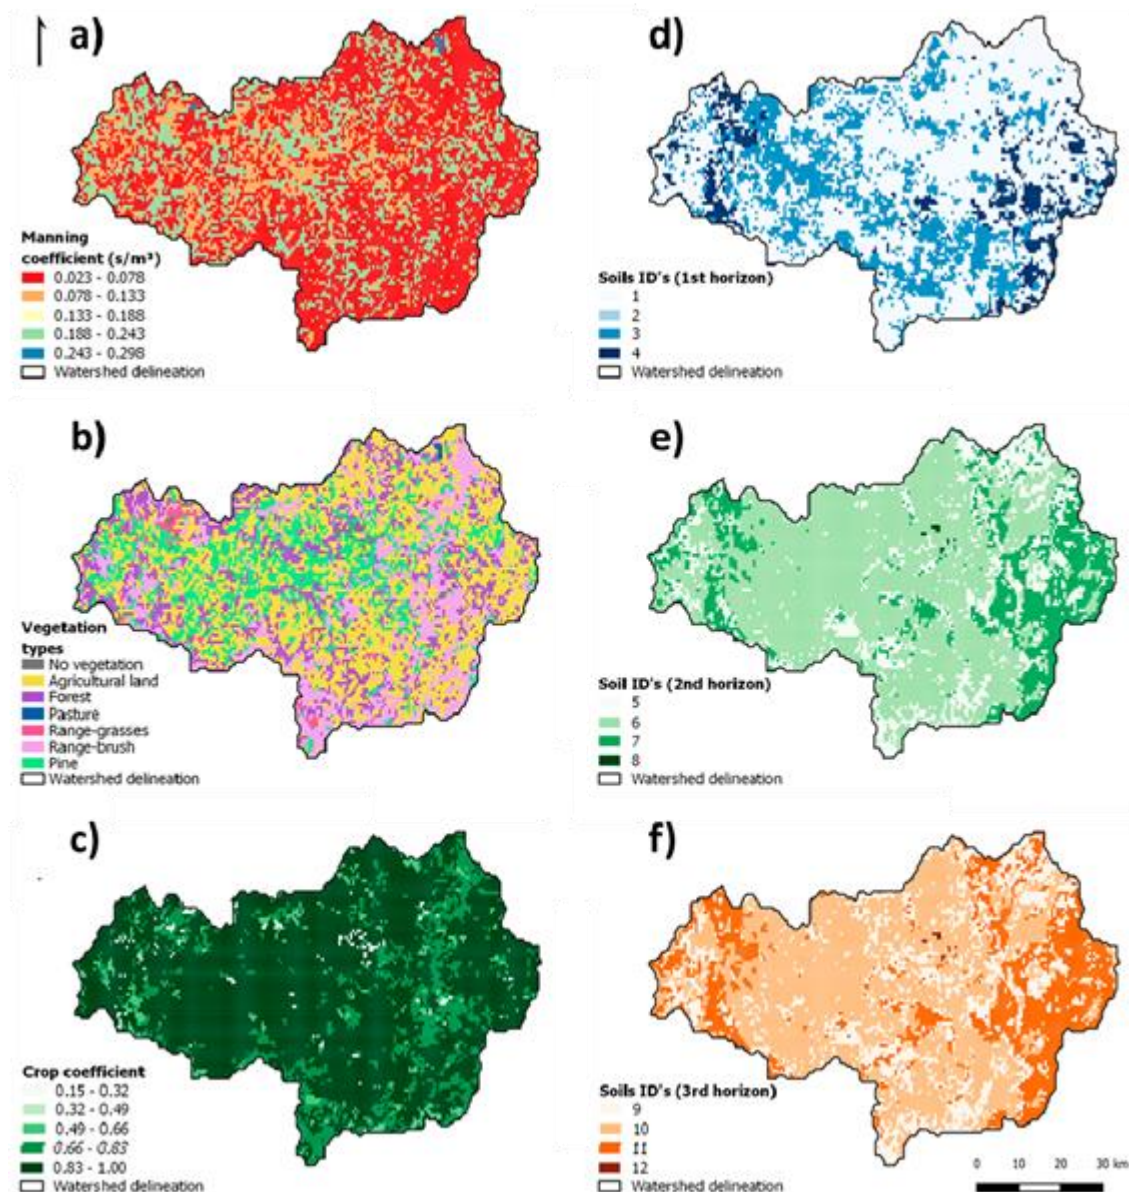 a)
Manning
coefficient (s/m³)
0.023 - 0.078
0.078 - 0.133
0.133 - 0.188
0.188 - 0.243
0.243 - 0.298
Watershed delineation
d)
Soils ID's (1st horizon)
1
2
3
4
Watershed delineation
b)
Vegetation
types
No vegetation
Agricultural land
Forest
Pasture
Range-grasses
Range-brush
Pine
Watershed delineation
e)
Soil ID's (2nd horizon)
5
6
7
8
Watershed delineation
c)
Crop coefficient
0.15 - 0.32
0.32 - 0.49
0.49 - 0.66
0.66 - 0.83
0.83 - 1.00
Watershed delineation
f)
Soils ID's (3rd horizon)
9
10
11
12
Watershed delineation
0 10 20 30 km